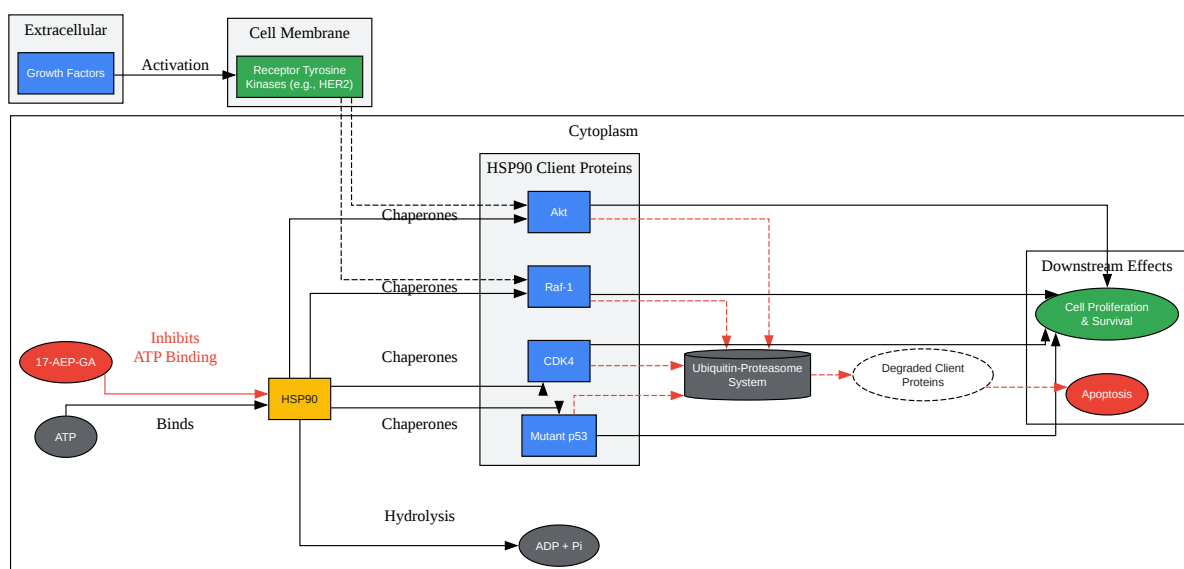 Extracellular
Growth Factors
Activation
Cell Membrane
Receptor Tyrosine
Kinases (e.g., HER2)
Cytoplasm
HSP90 Client Proteins
Chaperones
Akt
Chaperones
Raf-1
Chaperones
CDK4
Chaperones
Mutant p53
17-AEP-GA
Inhibits
ATP Binding
HSP90
ATP
Binds
Hydrolysis
ADP + Pi
Ubiquitin-Proteasome
System
Degraded Client
Proteins
Downstream Effects
Cell Proliferation
& Survival
Apoptosis